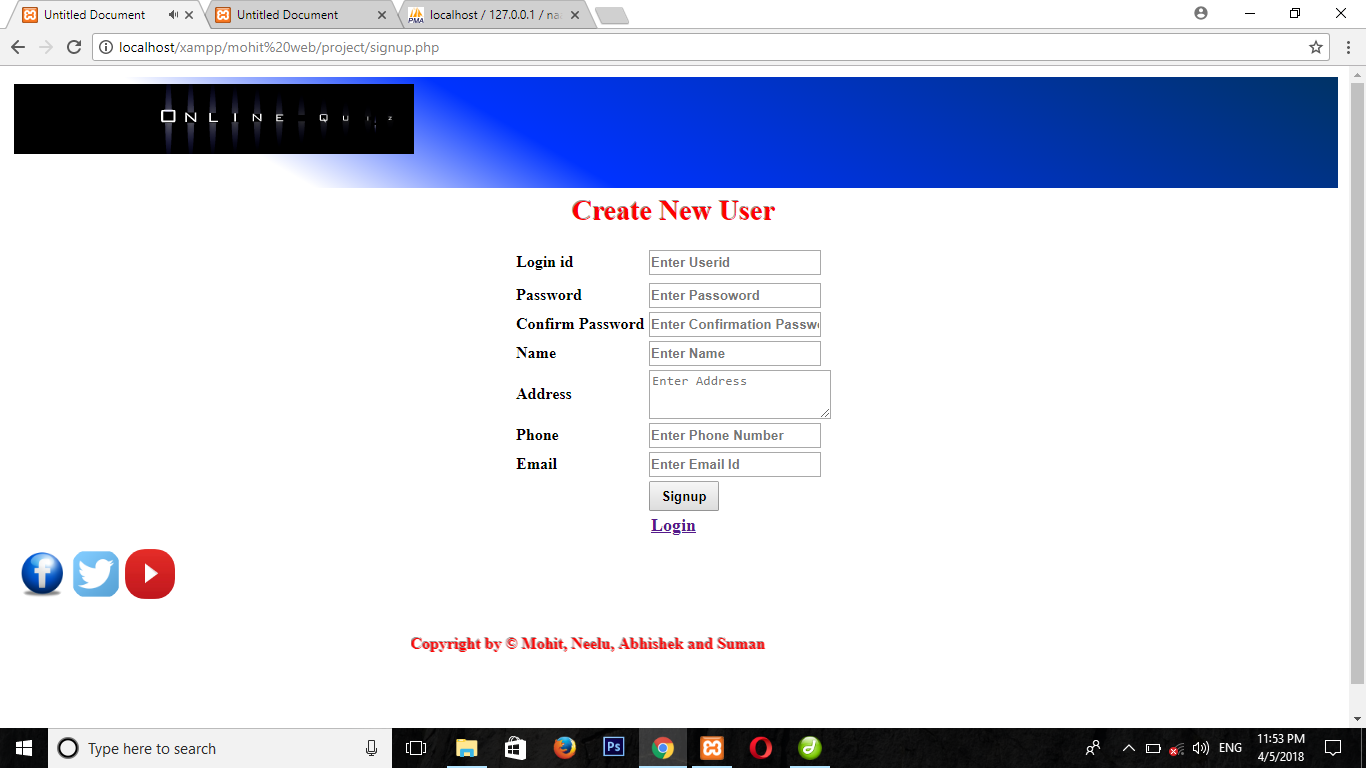 Untitled Document
Untitled Document
localhost / 127.0.0.1 / na
localhost/xampp/mohit%20web/project/signup.php
ONLINE-QUIZ
Create New User
Login id
Enter Userid
Password
Enter Passoword
Confirm Password
Enter Confirmation Passw
Name
Enter Name
Address
Enter Address
Phone
Enter Phone Number
Email
Enter Email Id
Signup
Login
Copyright by © Mohit, Neelu, Abhishek and Suman
Type here to search
Ps
ENG
11:53 PM
4/5/2018